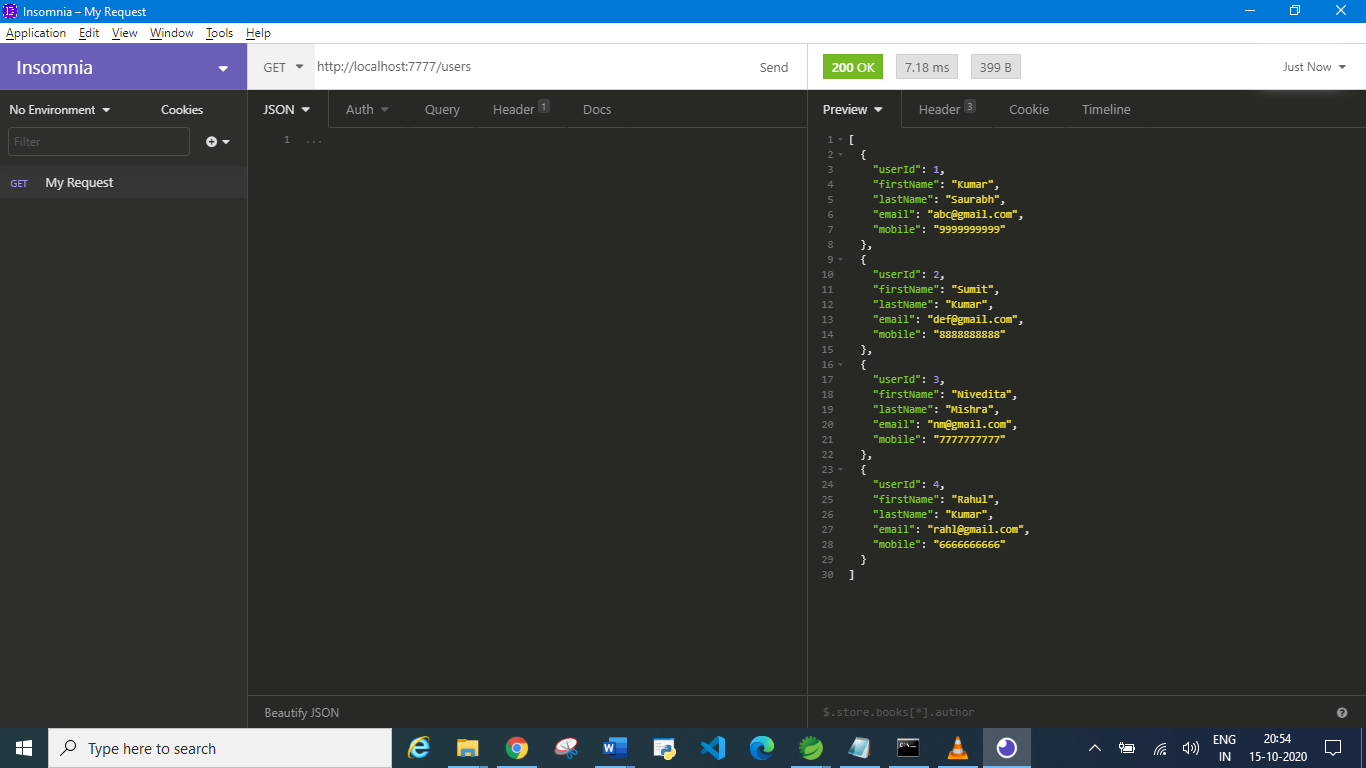 Insomnia – My Request
Application Edit View Window Tools Help
Insomnia
GET http://localhost:7777/users Send
200 OK 7.18 ms 399 B Just Now
No Environment Cookies
JSON Auth Query Header 1 Docs
Preview Header 3 Cookie Timeline
Filter
GET My Request
1 ...
1 [
2 {
3 "userId": 1,
4 "firstName": "Kumar",
5 "lastName": "Saurabh",
6 "email": "abc@gmail.com",
7 "mobile": "9999999999"
8 },
9 {
10 "userId": 2,
11 "firstName": "Sumit",
12 "lastName": "Kumar",
13 "email": "def@gmail.com",
14 "mobile": "8888888888"
15 },
16 {
17 "userId": 3,
18 "firstName": "Nivedita",
19 "lastName": "Mishra",
20 "email": "nm@gmail.com",
21 "mobile": "7777777777"
22 },
23 {
24 "userId": 4,
25 "firstName": "Rahul",
26 "lastName": "Kumar",
27 "email": "rahl@gmail.com",
28 "mobile": "6666666666"
29 }
30 ]
Beautify JSON
$.store.books[*].author
Type here to search
ENG
IN
20:54
15-10-2020